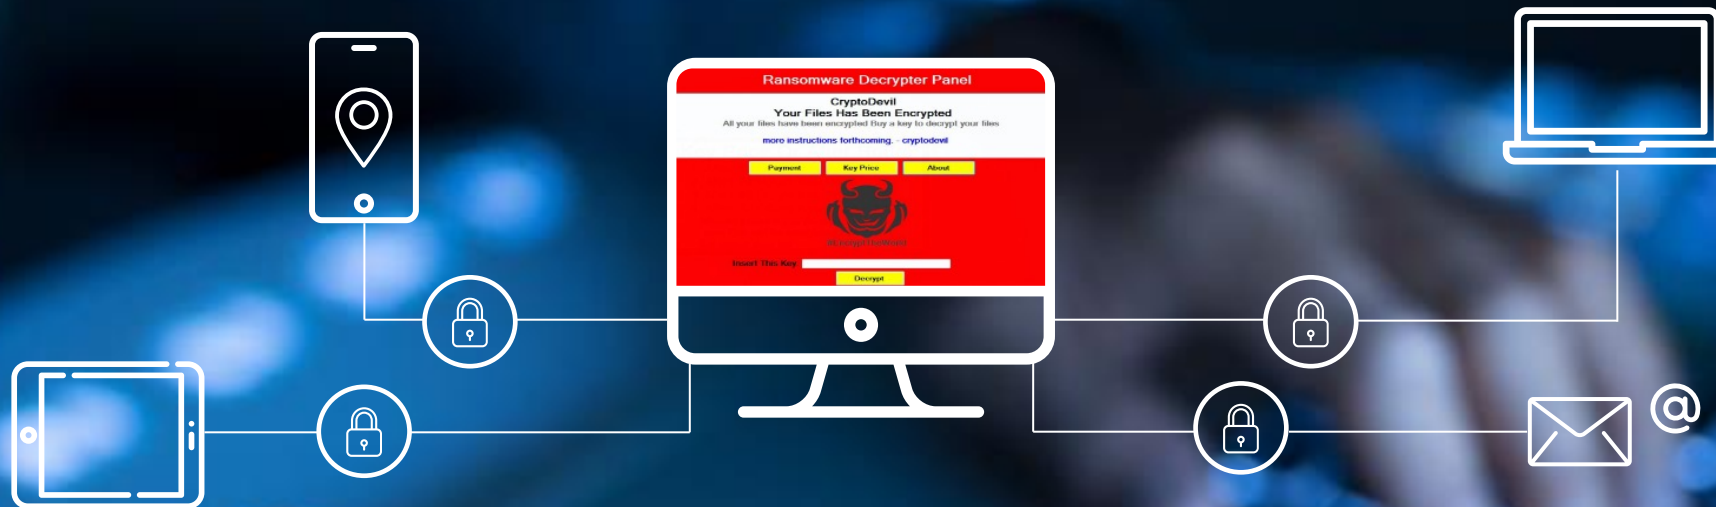 Ransomware Decrypter Panel
CryptoDevil
Your Files Has Been Encrypted
All your files have been encrypted Buy a key to decrypt your files
more instructions forthcoming. - cryptodevil
Payment
Key Price
About
Insert This Key
Decrypt
@